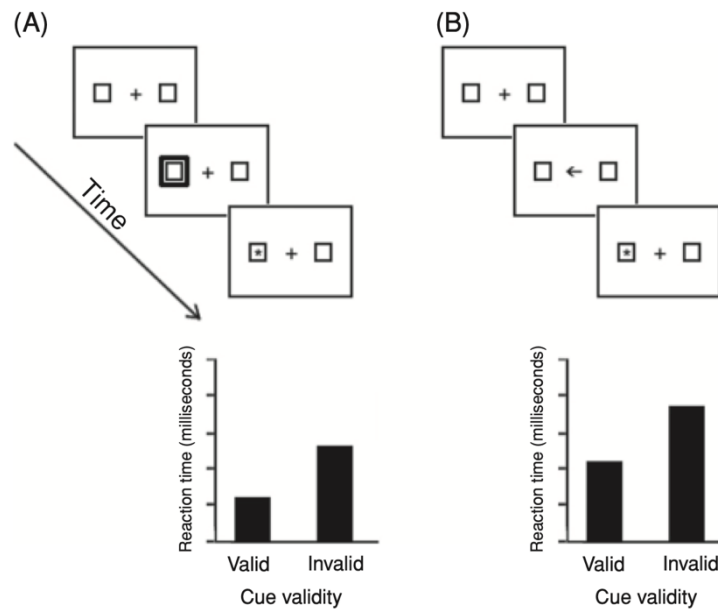 (A)
(B)
Time
Reaction time (milliseconds)
Valid Invalid
Cue validity
Reaction time (milliseconds)
Valid Invalid
Cue validity